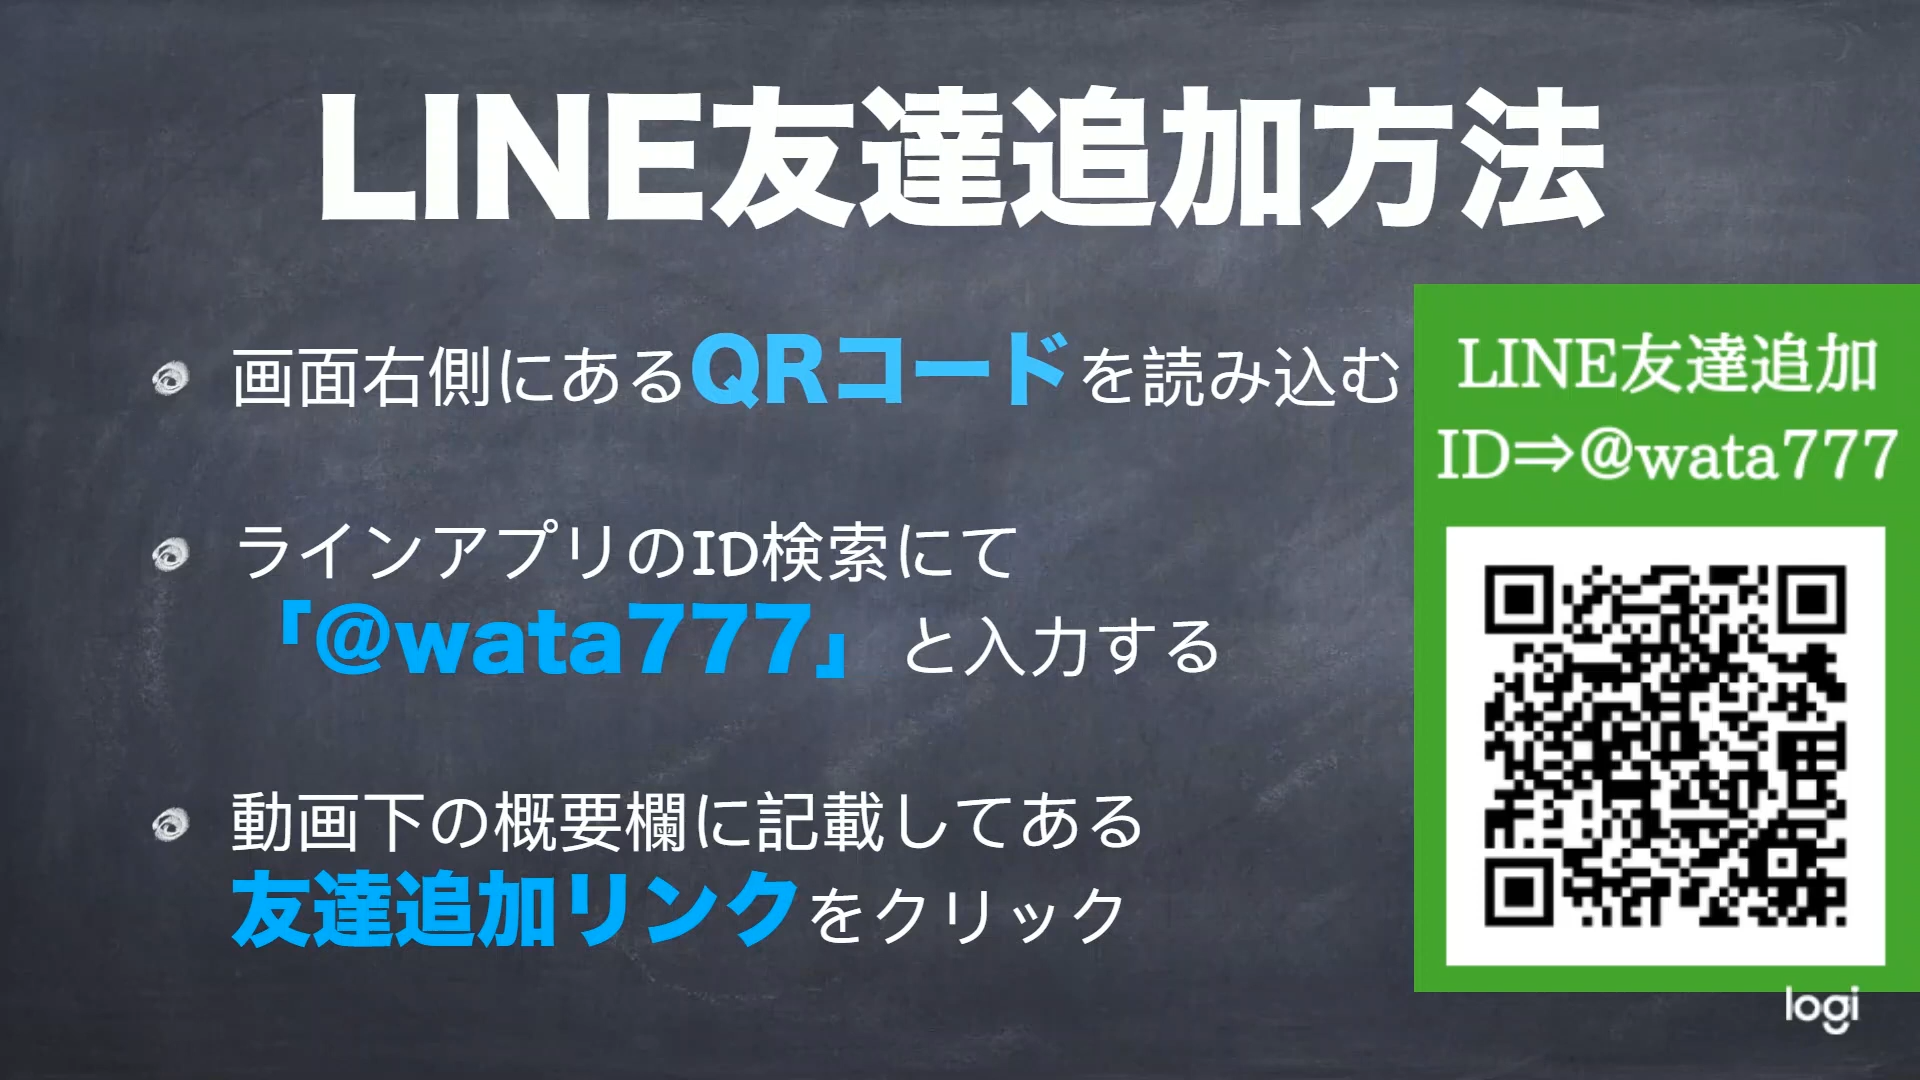 LINE友達追加方法
画面右側にあるQRコードを読み込む
ラインアプリのID検索にて
「@wata777」と入力する
動画下の概要欄に記載してある
友達追加リンクをクリック
LINE友達追加
ID⇒@wata777
logi